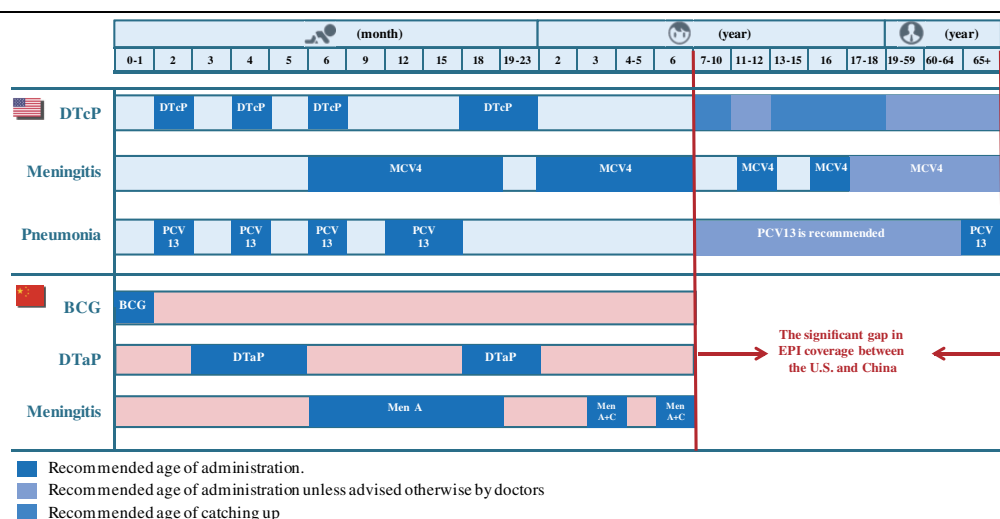 (month) (year) (year)
0-1 2 3 4 5 6 9 12 15 18 19-23 2 3 4-5 6 7-10 11-12 13-15 16 17-18 19-59 60-64 65+
DTcP DTcP DTcP DTcP DTcP
Meningitis MCV4 MCV4 MCV4 MCV4 MCV4
Pneumonia PCV 13 PCV 13 PCV 13 PCV 13 PCV13 is recommended PCV 13
BCG BCG
DTaP DTaP DTaP
Meningitis Men A Men A+C Men A+C
The significant gap in
EPI coverage between
the U.S. and China
Recommended age of administration.
Recommended age of administration unless advised otherwise by doctors
Recommended age of catching up